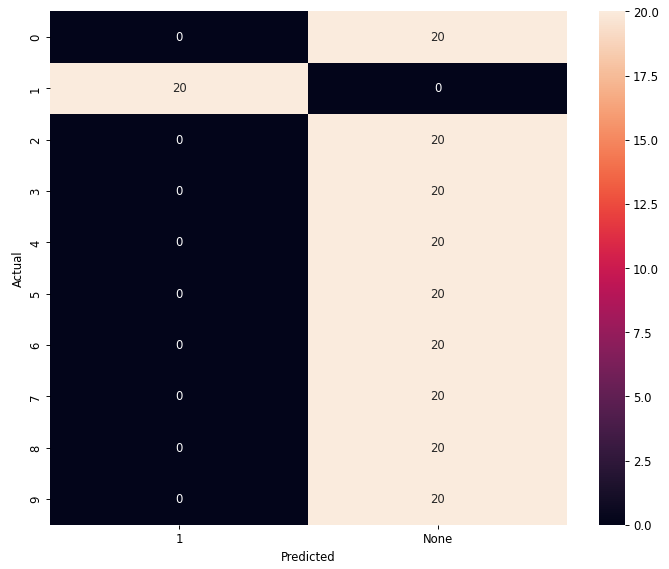 0 0 20 20.0
1 20 0 17.5
2 0 20 15.0
3 0 20 12.5
4 0 20 10.0
5 0 20 7.5
6 0 20 5.0
7 0 20 2.5
8 0 20 0.0
9 0 20
Actual
1 None
Predicted